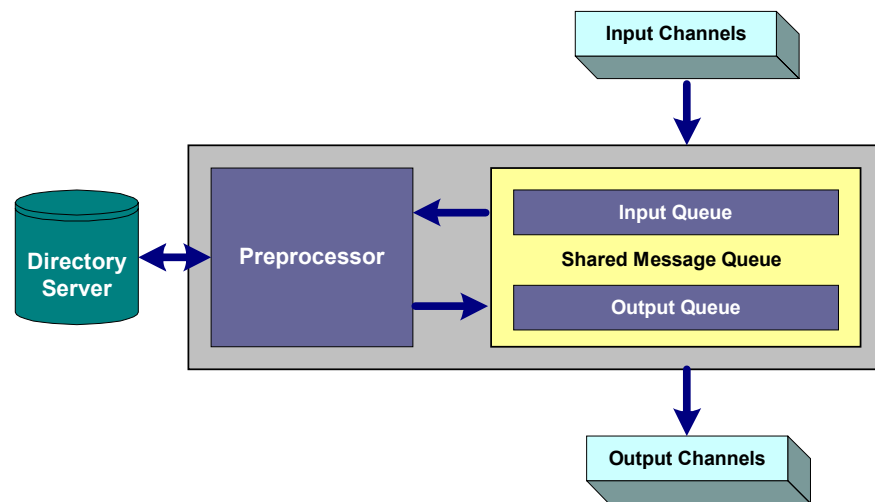 Input Channels
Directory
Server
Preprocessor
Input Queue
Shared Message Queue
Output Queue
Output Channels